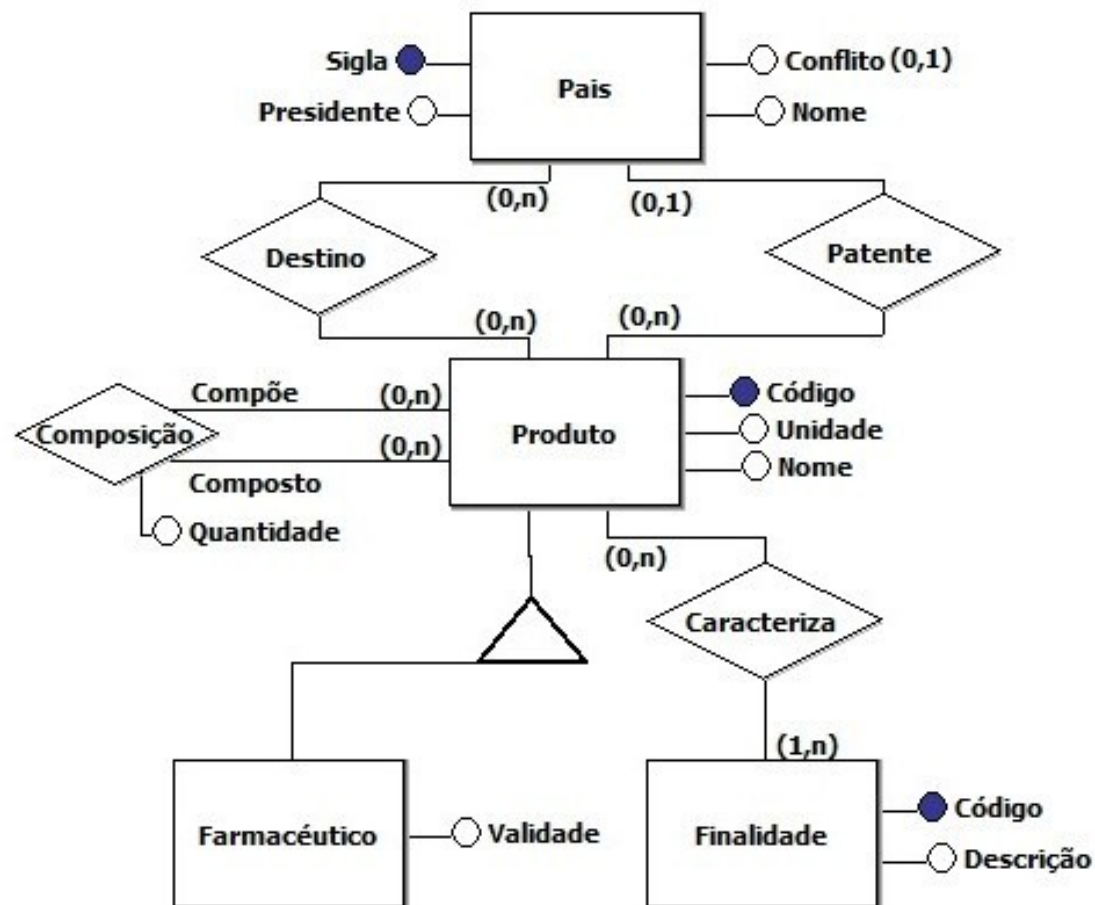 Sigla
Conflito (0,1)
Pais
Presidente
Nome
(0,n)
(0,1)
Destino
Patente
(0,n)
(0,n)
Compõe
(0,n)
Código
Composição
Produto
Unidade
(0,n)
Nome
Composto
Quantidade
(0,n)
Caracteriza
(1,n)
Farmacéutico
Validade
Finalidade
Código
Descrição